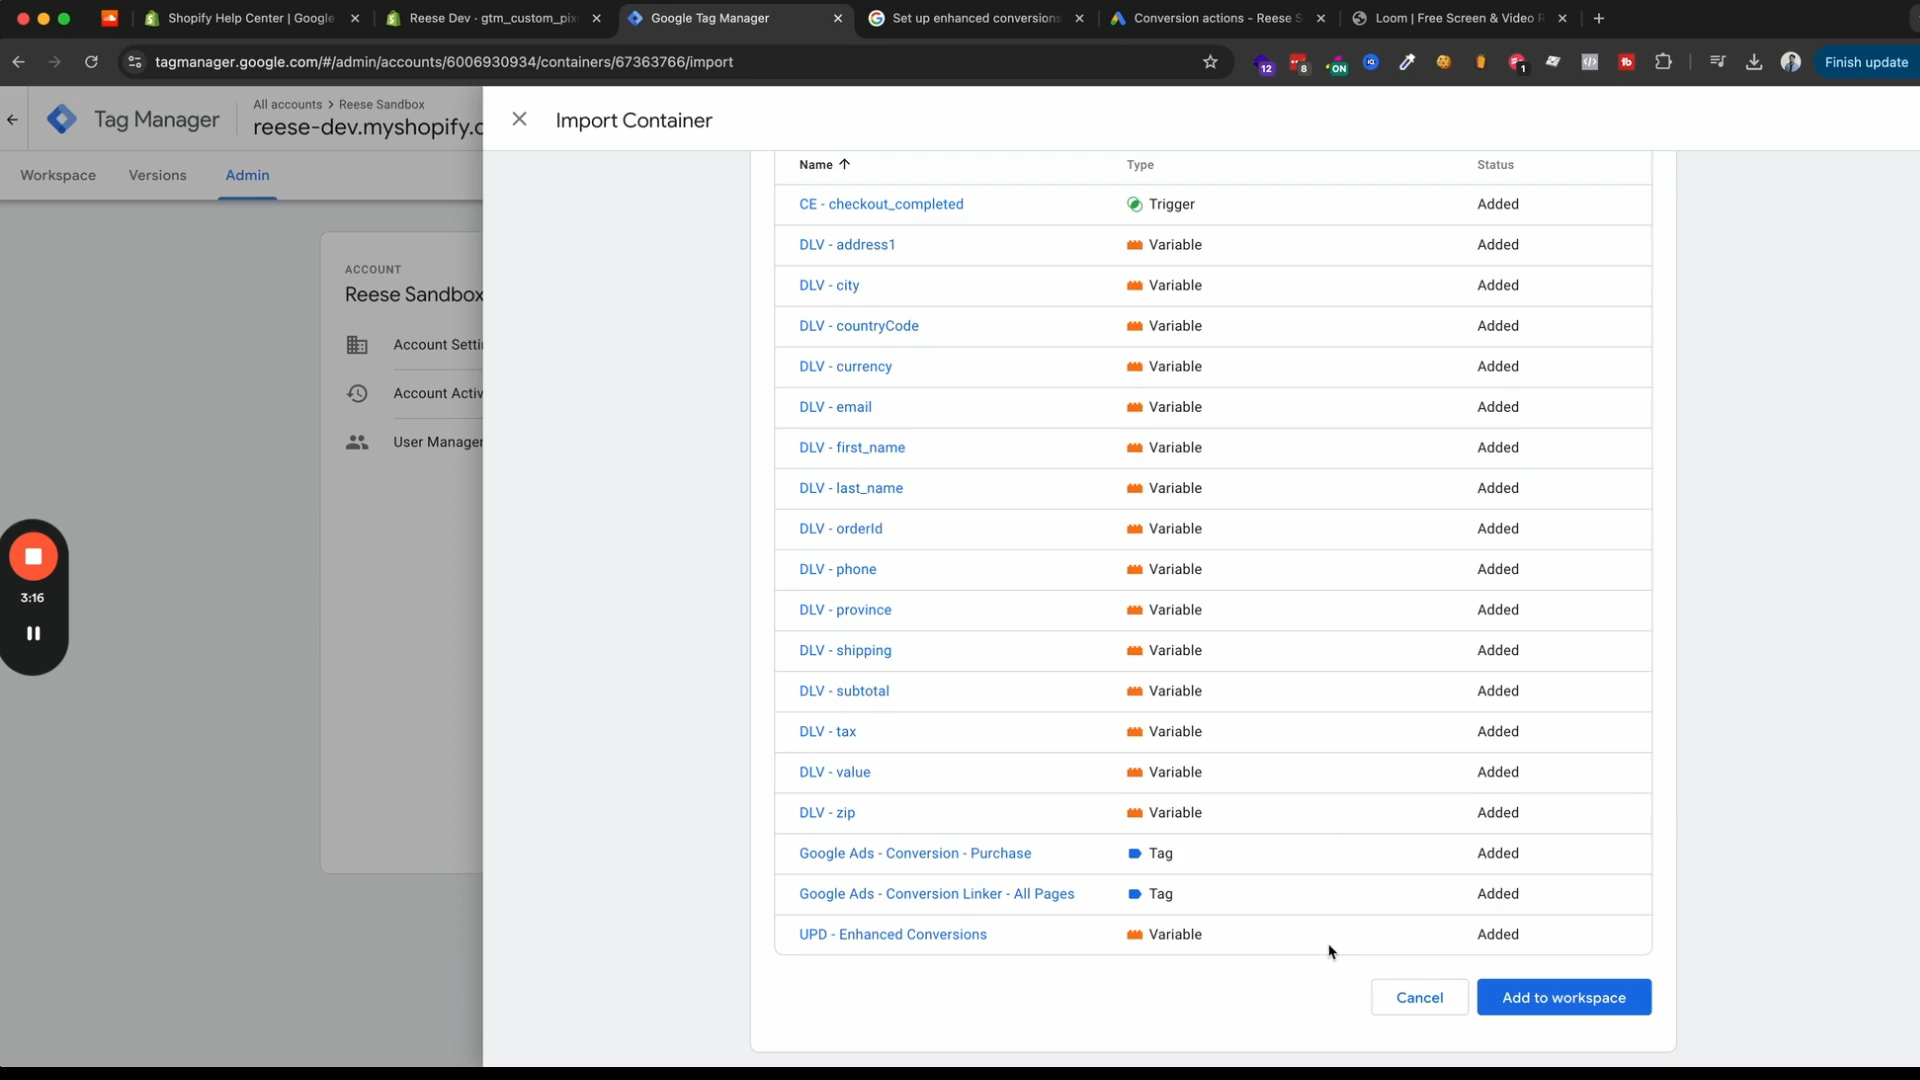 Shopify Help Center | Google
Reese Dev · gtm_custom_pix
Google Tag Manager
Set up enhanced conversions
Conversion actions - Reese S
Loom | Free Screen & Video R
tagmanager.google.com/#/admin/accounts/6006930934/containers/67363766/import
12
8
ON
1
Finish update
Tag Manager
All accounts > Reese Sandbox
reese-dev.myshopify.c
Import Container
Workspace
Versions
Admin
ACCOUNT
Reese Sandbox
Account Setti
Account Activ
User Manager
3:16
Name Type Status
CE - checkout_completed Trigger Added
DLV - address1 Variable Added
DLV - city Variable Added
DLV - countryCode Variable Added
DLV - currency Variable Added
DLV - email Variable Added
DLV - first_name Variable Added
DLV - last_name Variable Added
DLV - orderId Variable Added
DLV - phone Variable Added
DLV - province Variable Added
DLV - shipping Variable Added
DLV - subtotal Variable Added
DLV - tax Variable Added
DLV - value Variable Added
DLV - zip Variable Added
Google Ads - Conversion - Purchase Tag Added
Google Ads - Conversion Linker - All Pages Tag Added
UPD - Enhanced Conversions Variable Added
Cancel
Add to workspace